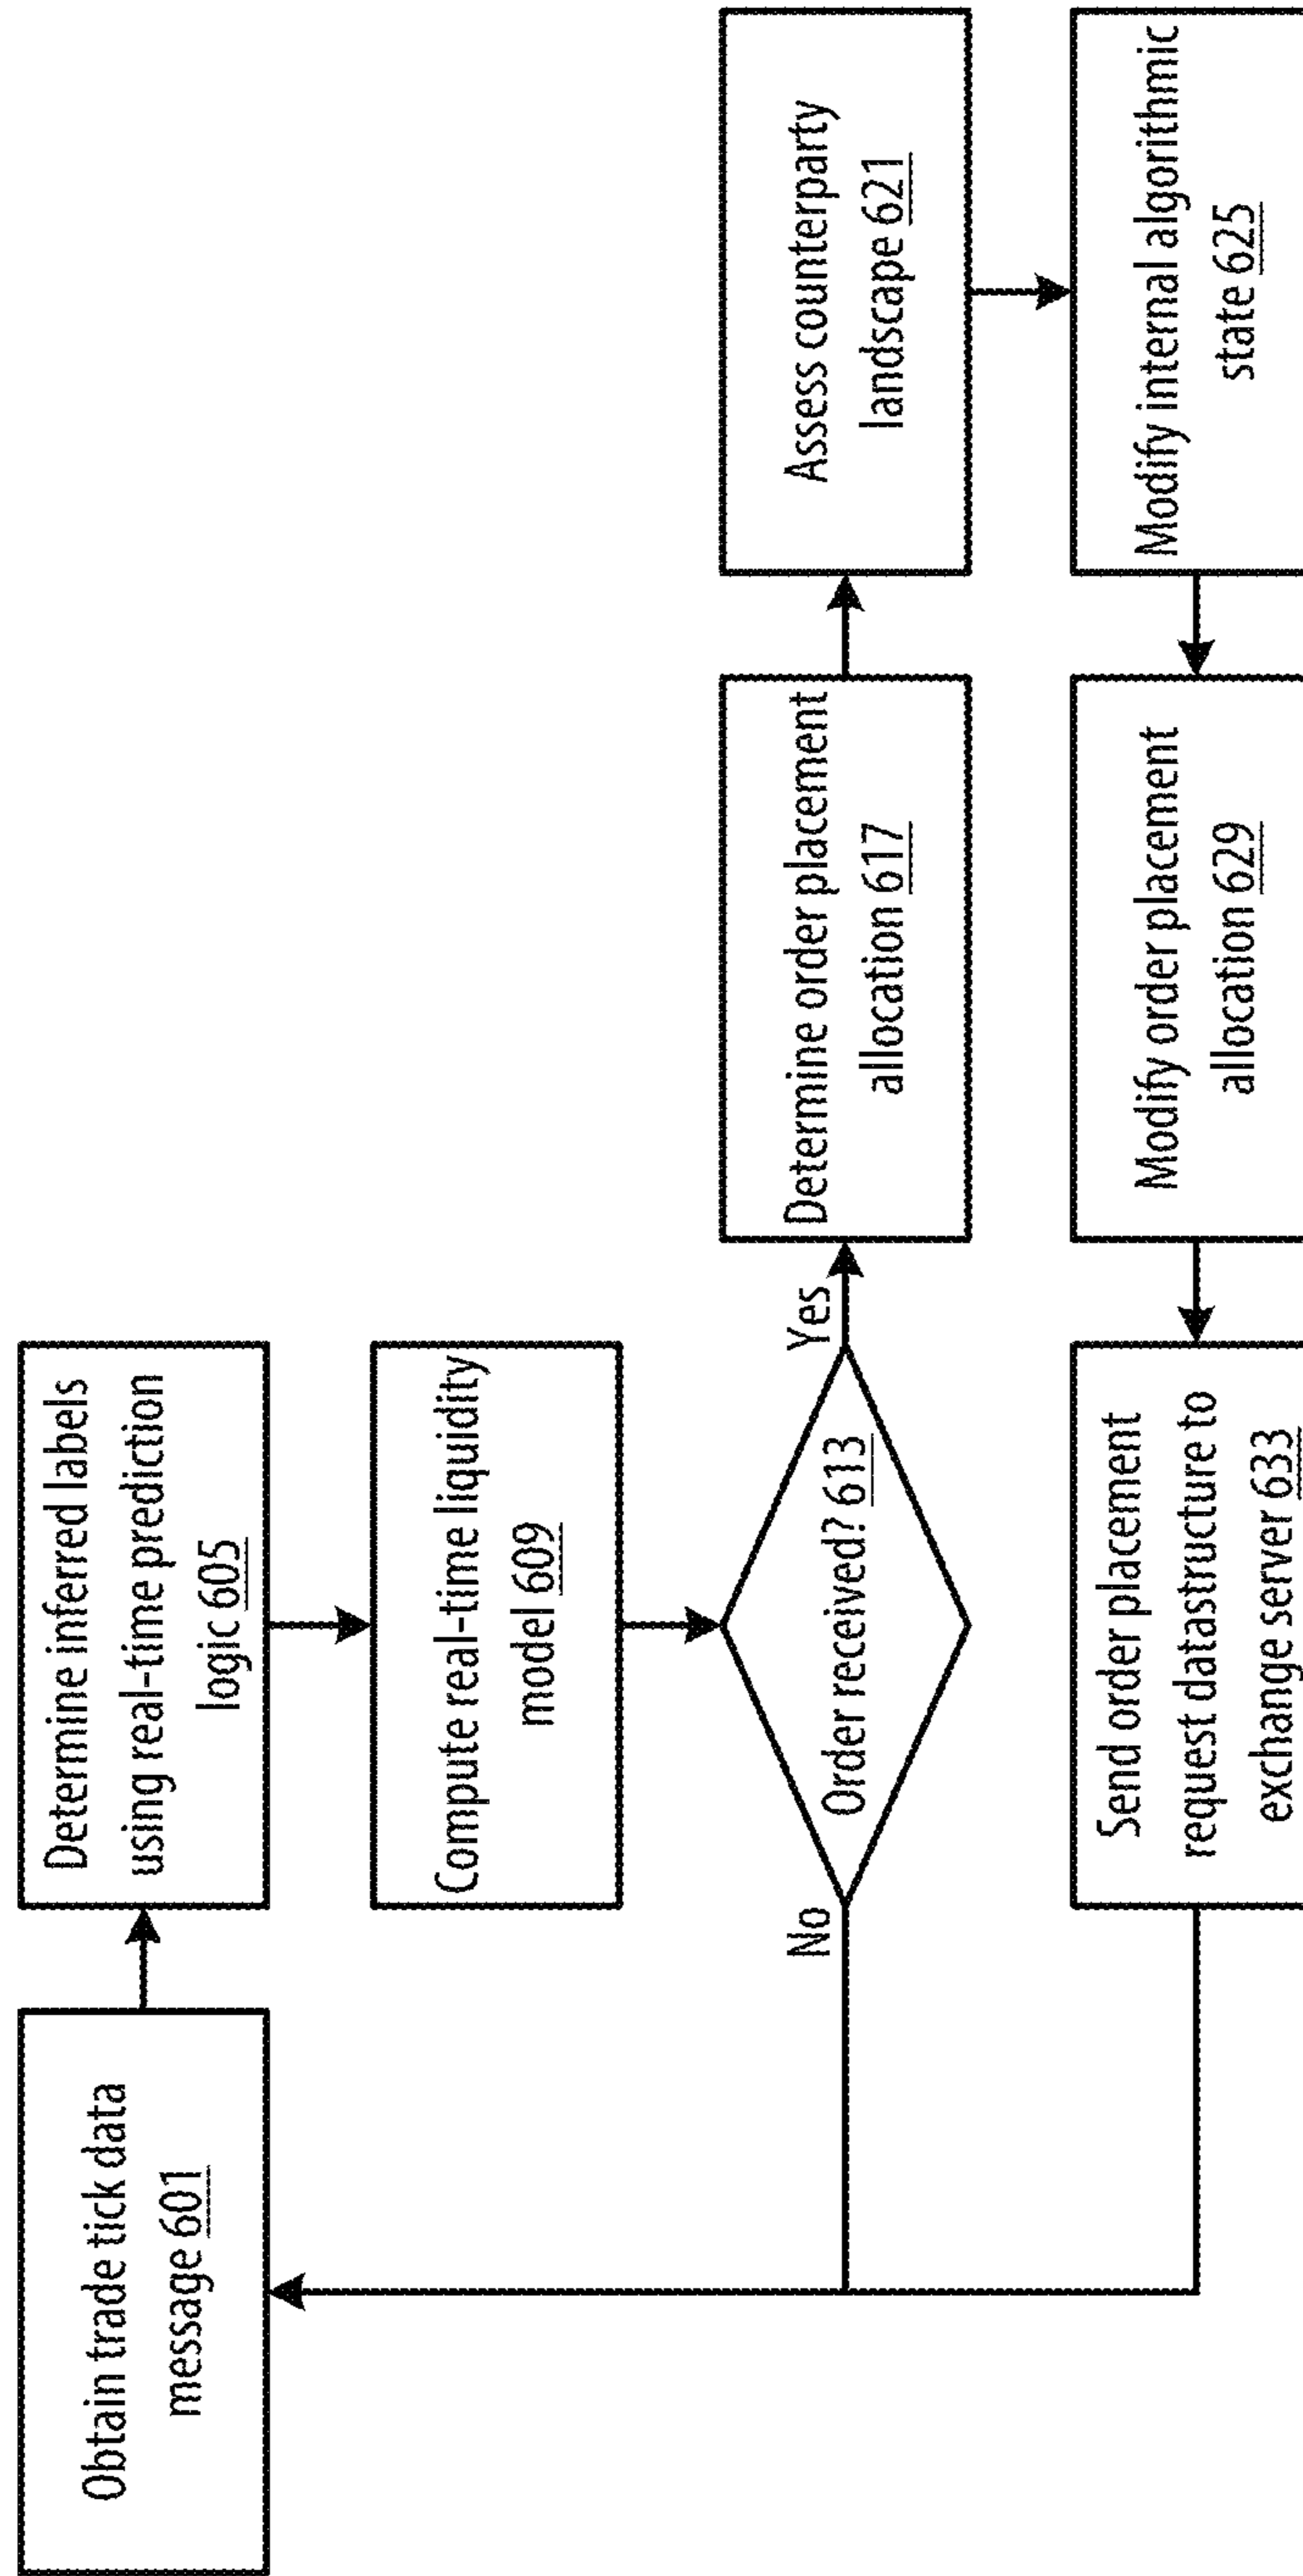 Obtain trade tick data
message 601
Determine inferred labels
using real-time prediction
logic 605
Compute real-time liquidity
model 609
Order received? 613
No
Yes
Determine order placement
allocation 617
Assess counterparty
landscape 621
Modify internal algorithmic
state 625
Modify order placement
allocation 629
Send order placement
request datastructure to
exchange server 633